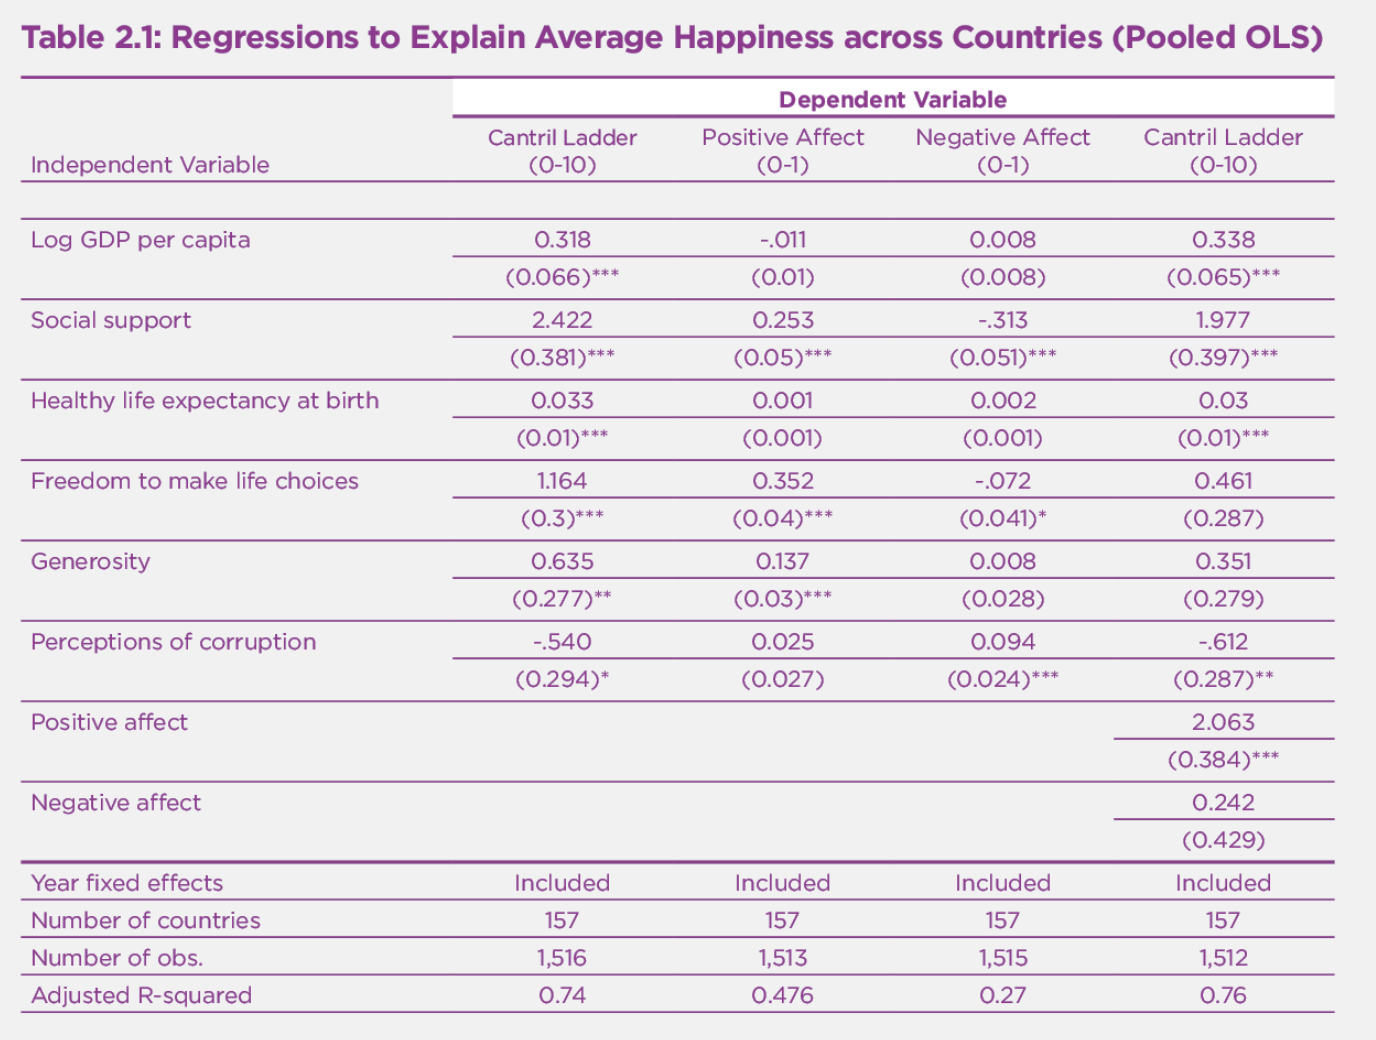 Table 2.1: Regressions to Explain Average Happiness across Countries (Pooled OLS)
Dependent Variable
Independent Variable Cantril Ladder (0-10) Positive Affect (0-1) Negative Affect (0-1) Cantril Ladder (0-10)
Log GDP per capita 0.318 -.011 0.008 0.338
(0.066)*** (0.01) (0.008) (0.065)***
Social support 2.422 0.253 -.313 1.977
(0.381)*** (0.05)*** (0.051)*** (0.397)***
Healthy life expectancy at birth 0.033 0.001 0.002 0.03
(0.01)*** (0.001) (0.001) (0.01)***
Freedom to make life choices 1.164 0.352 -.072 0.461
(0.3)*** (0.04)*** (0.041)* (0.287)
Generosity 0.635 0.137 0.008 0.351
(0.277)** (0.03)*** (0.028) (0.279)
Perceptions of corruption -.540 0.025 0.094 -.612
(0.294)* (0.027) (0.024)*** (0.287)**
Positive affect 2.063
(0.384)***
Negative affect 0.242
(0.429)
Year fixed effects Included Included Included Included
Number of countries 157 157 157 157
Number of obs. 1,516 1,513 1,515 1,512
Adjusted R-squared 0.74 0.476 0.27 0.76